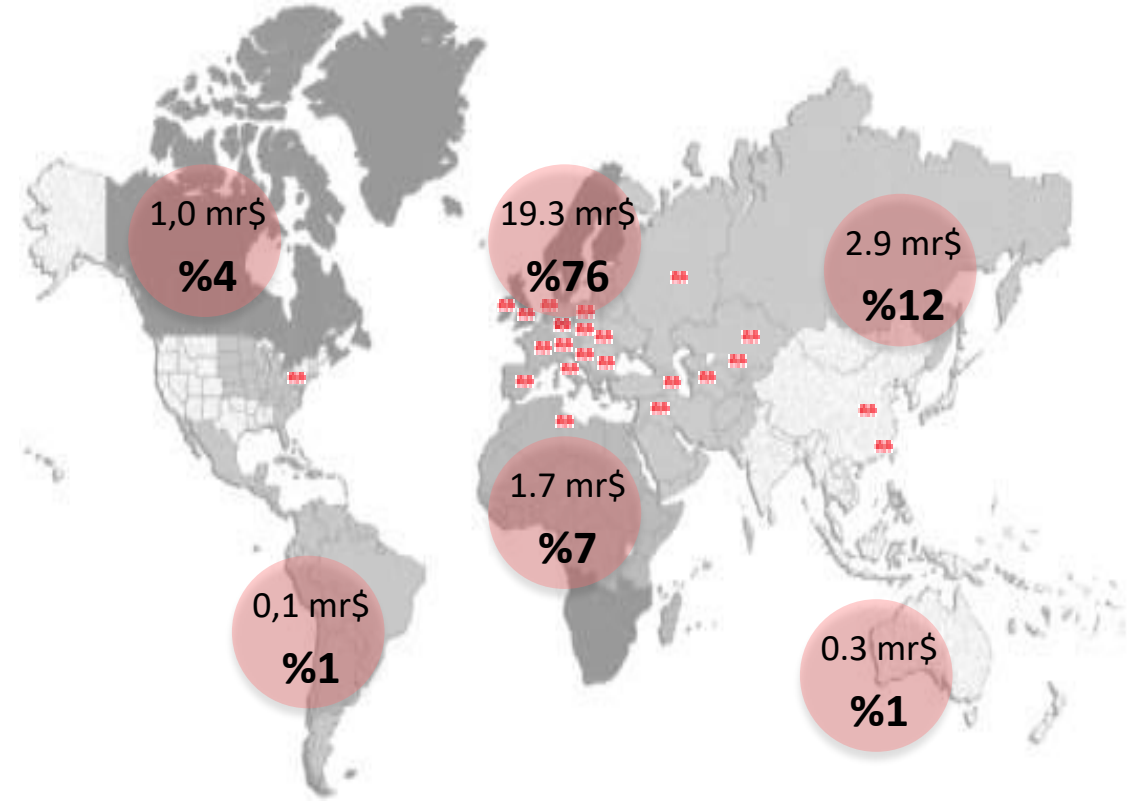 1,0 mr$
%4
19.3 mr$
%76
2.9 mr$
%12
1.7 mr$
%7
0,1 mr$
%1
0.3 mr$
%1